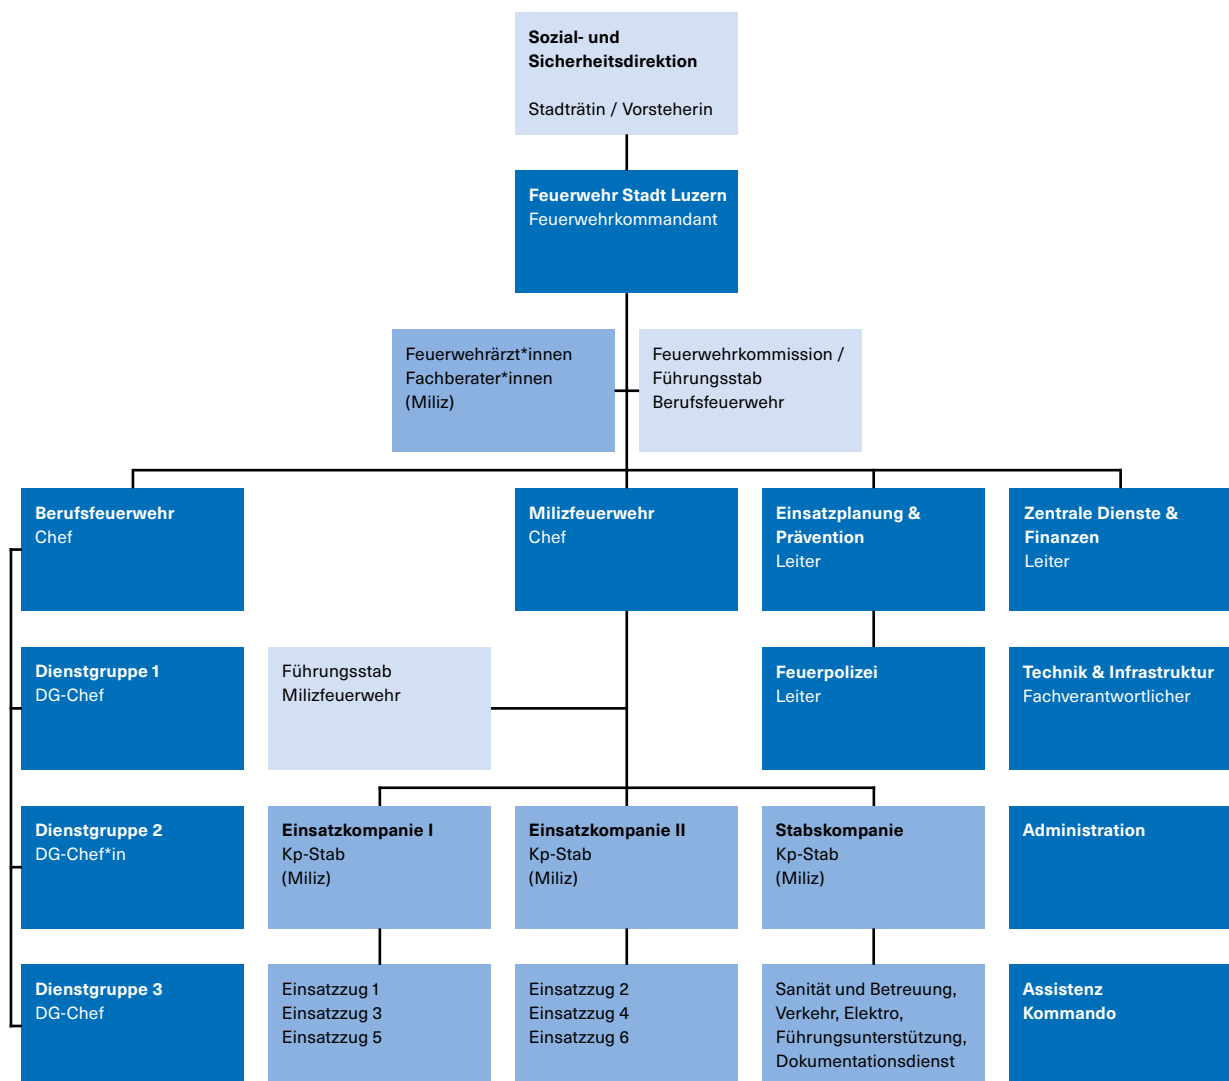 Sozial- und
Sicherheitsdirektion
Stadträtin / Vorsteherin
Feuerwehr Stadt Luzern
Feuerwehrkommandant
Feuerwehrärzt*innen
Fachberater*innen
(Miliz)
Feuerwehrkommission /
Führungsstab
Berufsfeuerwehr
Berufsfeuerwehr
Chef
Milizfeuerwehr
Chef
Einsatzplanung &
Prävention
Leiter
Zentrale Dienste &
Finanzen
Leiter
Dienstgruppe 1
DG-Chef
Führungsstab
Milizfeuerwehr
Feuerpolizei
Leiter
Technik & Infrastruktur
Fachverantwortlicher
Dienstgruppe 2
DG-Chef*in
Einsatzkompanie I
Kp-Stab
(Miliz)
Einsatzkompanie II
Kp-Stab
(Miliz)
Stabskompanie
Kp-Stab
(Miliz)
Administration
Dienstgruppe 3
DG-Chef
Einsatzzug 1
Einsatzzug 3
Einsatzzug 5
Einsatzzug 2
Einsatzzug 4
Einsatzzug 6
Sanität und Betreuung,
Verkehr, Elektro,
Führungsunterstützung,
Dokumentationsdienst
Assistenz
Kommando